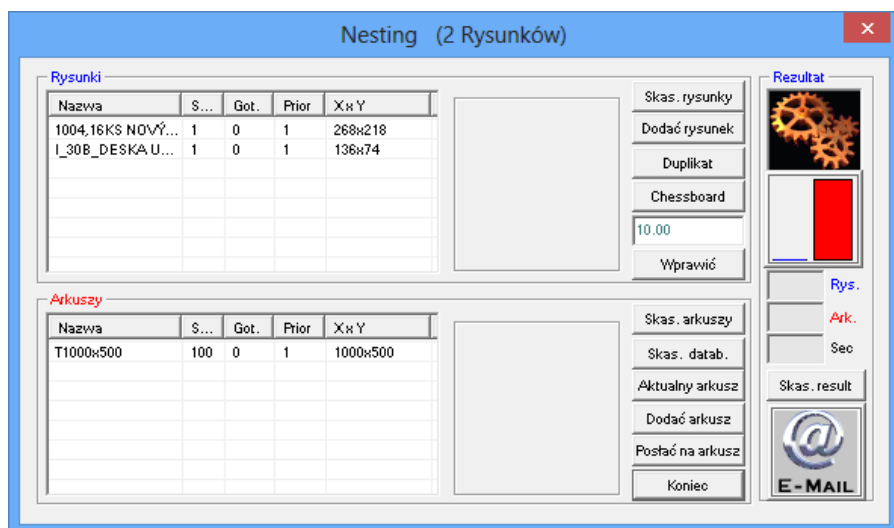 Nesting (2 Rysunków)
Rysunki
Nazwa S... Got. Prior X x Y
1004,16KS NOVÝ... 1 0 1 268x218
I_30B_DESKA U... 1 0 1 136x74
Skas. rysunky
Dodać rysunek
Duplikat
Chessboard
10.00
Wprawić
Arkuszy
Nazwa S... Got. Prior X x Y
T1000x500 100 0 1 1000x500
Skas. arkuszy
Skas. datab.
Aktualny arkusz
Dodać arkusz
Posłać na arkusz
Koniec
Rezultat
Rys.
Ark.
Sec
Skas. result
@
E-MAIL